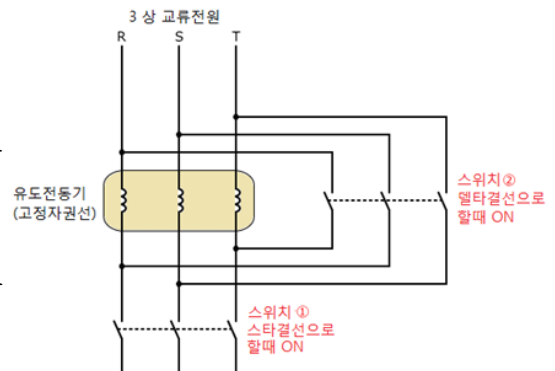 3 상 교류전원
R S T
유도전동기
(고정자권선)
스위치②
델타결선으로
할때 ON
스위치 ①
스타결선으로
할때 ON